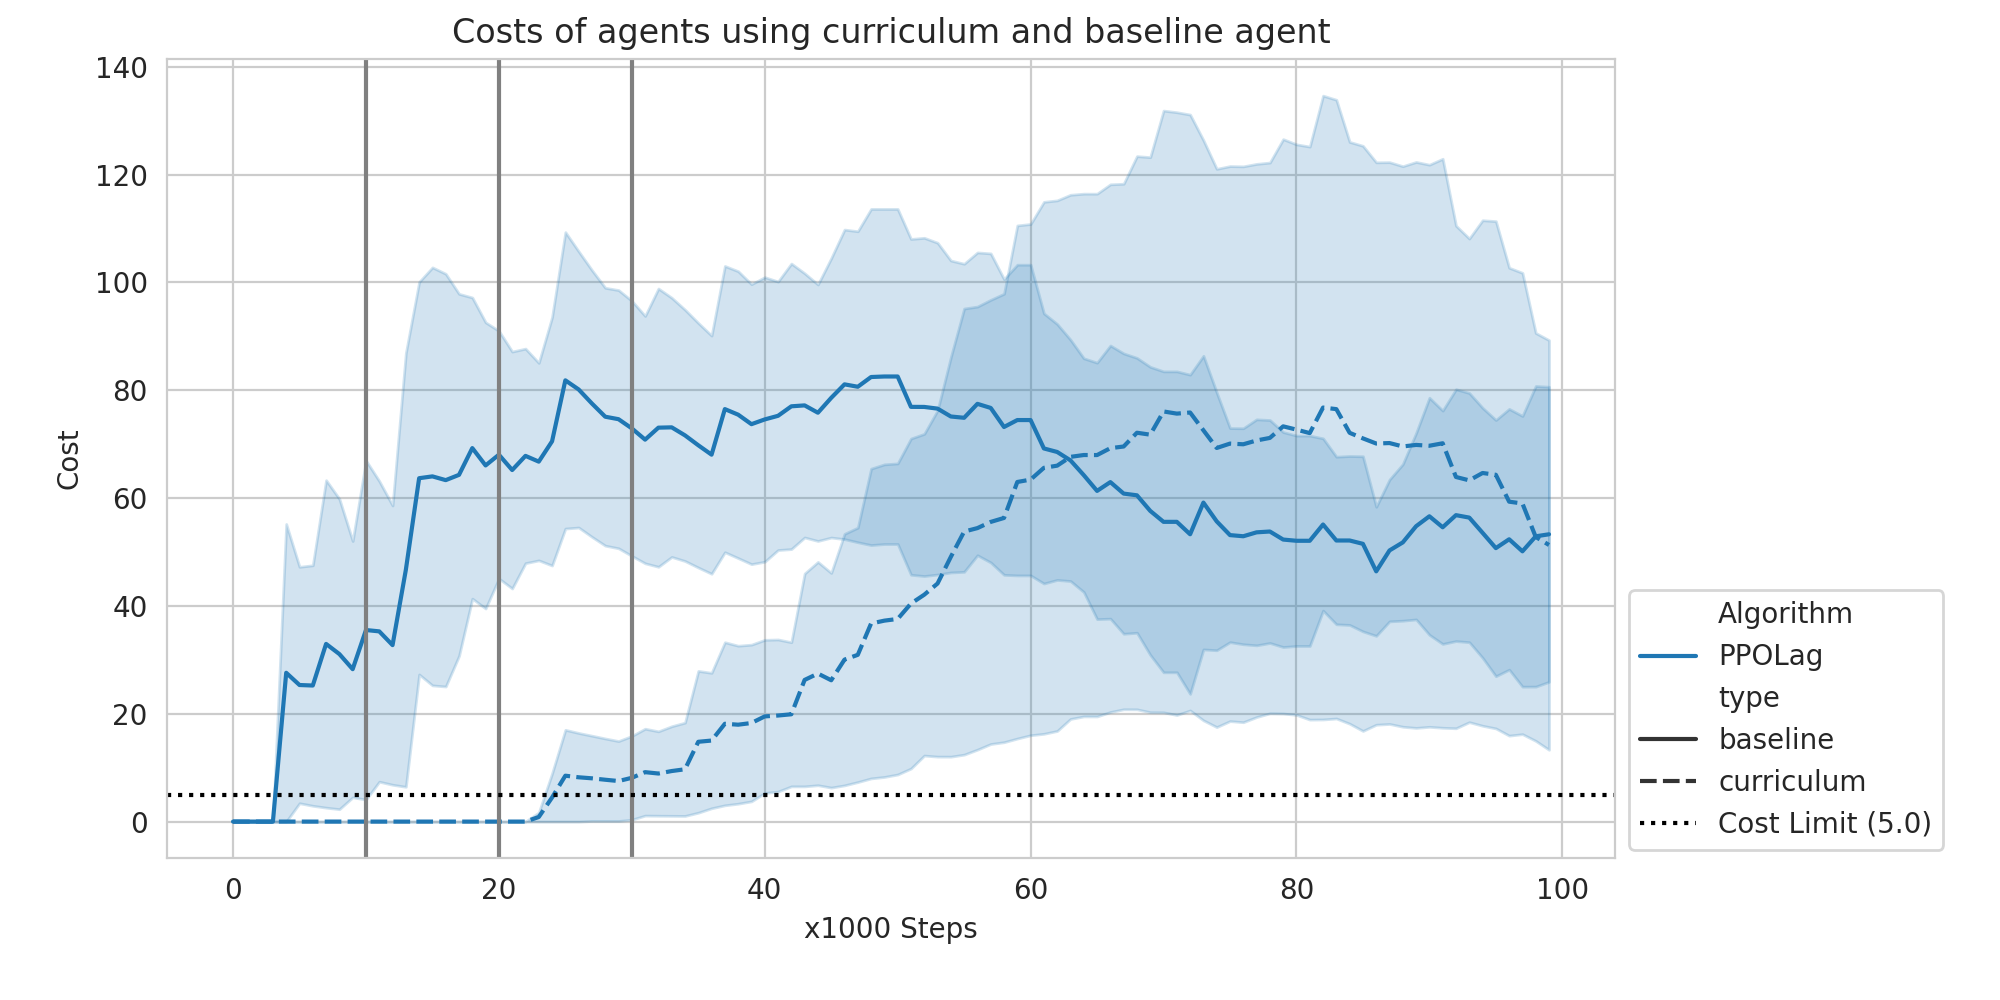 Costs of agents using curriculum and baseline agent
140
120
100
80
60
40
20
0
Cost
0 20 40 60 80 100
x1000 Steps
Algorithm
PPOLag
type
baseline
curriculum
Cost Limit (5.0)